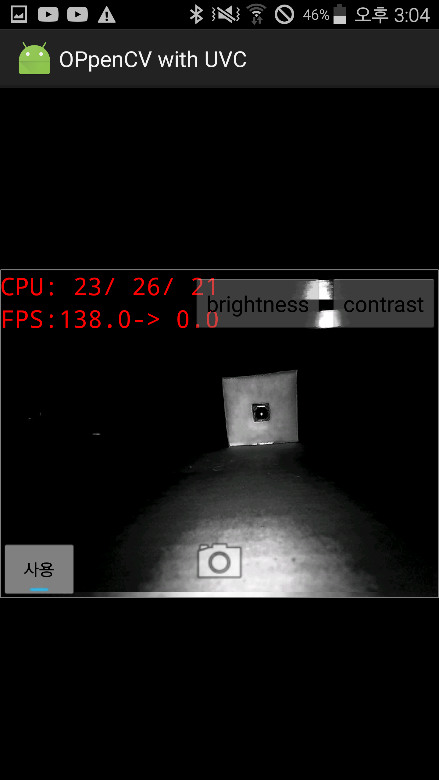 46% 오후 3:04
OPpenCV with UVC
CPU: 23/ 26/ 21
FPS:138.0-> 0.0
brightness contrast
사용